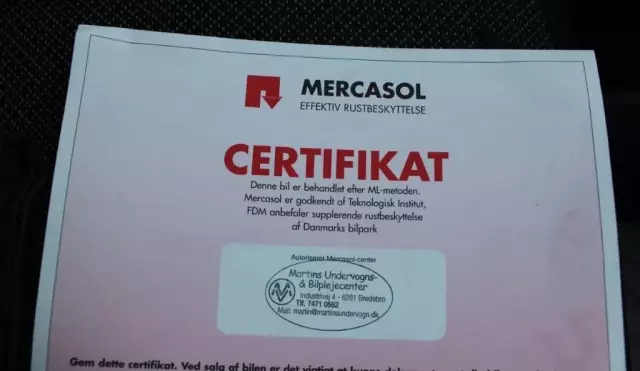 MERCASOL
EFFEKTIV RUSTBESKYTTELSE
CERTIFIKAT
Denne bil er behandlet efter ML-metoden.
Mercasol er godkendt af Teknologisk Institut,
FDM anbefaler supplerende rustbeskyttelse
af Danmarks bilpark
Autoriseret Mercasol-center
Martins Undervogns-
& Bilplejecenter
Industrivej 4 - 6261 Bredebro
Tlf. 7471 0552
Mail: martin@martinsundervogn.dk
Gem dette certifikat. Ved salg af bilen er det vigtigt at kunne